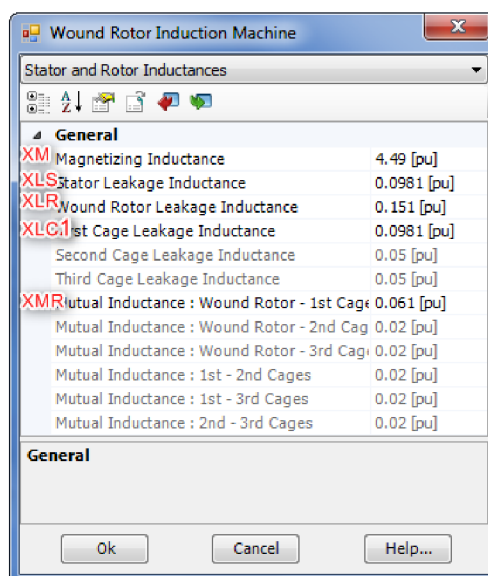 Wound Rotor Induction Machine
Stator and Rotor Inductances
General
XM Magnetizing Inductance 4.49 [pu]
XLS Stator Leakage Inductance 0.0981 [pu]
XLR Wound Rotor Leakage Inductance 0.151 [pu]
XLC1 First Cage Leakage Inductance 0.0981 [pu]
Second Cage Leakage Inductance 0.05 [pu]
Third Cage Leakage Inductance 0.05 [pu]
XMR Mutual Inductance : Wound Rotor - 1st Cage 0.061 [pu]
Mutual Inductance : Wound Rotor - 2nd Cag 0.02 [pu]
Mutual Inductance : Wound Rotor - 3rd Cage 0.02 [pu]
Mutual Inductance : 1st - 2nd Cages 0.02 [pu]
Mutual Inductance : 1st - 3rd Cages 0.02 [pu]
Mutual Inductance : 2nd - 3rd Cages 0.02 [pu]
General
Ok Cancel Help...